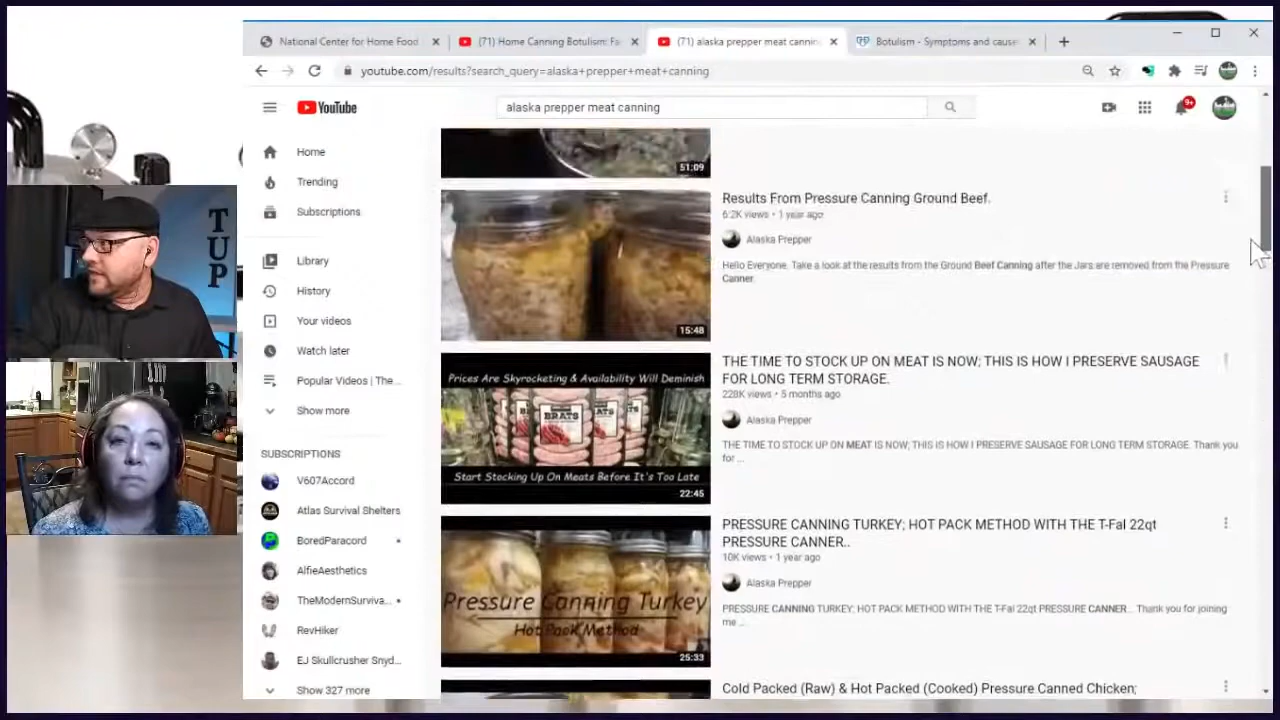 National Center for Home Food
(71) Home Canning Botulism: Fa
(71) alaska prepper meat canning
Botulism - Symptoms and cause
youtube.com/results?search_query=alaska+prepper+meat+canning
YouTube
alaska prepper meat canning
9+
Home
Trending
Subscriptions
Library
History
Your videos
Watch later
Popular Videos | The...
Show more
SUBSCRIPTIONS
V607Accord
Atlas Survival Shelters
BoredParacord
AlfieAesthetics
TheModernSurviva...
RevHiker
EJ Skullcrusher Snyd...
Show 327 more
TUP
51:09
Results From Pressure Canning Ground Beef.
6.2K views • 1 year ago
Alaska Prepper
Hello Everyone, Take a look at the results from the Ground Beef Canning after the Jars are removed from the Pressure
Canner.
15:48
THE TIME TO STOCK UP ON MEAT IS NOW; THIS IS HOW I PRESERVE SAUSAGE
FOR LONG TERM STORAGE.
228K views • 5 months ago
Alaska Prepper
THE TIME TO STOCK UP ON MEAT IS NOW; THIS IS HOW I PRESERVE SAUSAGE FOR LONG TERM STORAGE. Thank you
for ...
Prices Are Skyrocketing & Availability Will Deminish
BRATS
Start Stocking Up On Meats Before It's Too Late
22:45
PRESSURE CANNING TURKEY; HOT PACK METHOD WITH THE T-Fal 22qt
PRESSURE CANNER..
10K views • 1 year ago
Alaska Prepper
PRESSURE CANNING TURKEY; HOT PACK METHOD WITH THE T-Fal 22qt PRESSURE CANNER... Thank you for joining
me ...
Pressure Canning Turkey
Hot Pack Method
25:33
Cold Packed (Raw) & Hot Packed (Cooked) Pressure Canned Chicken;